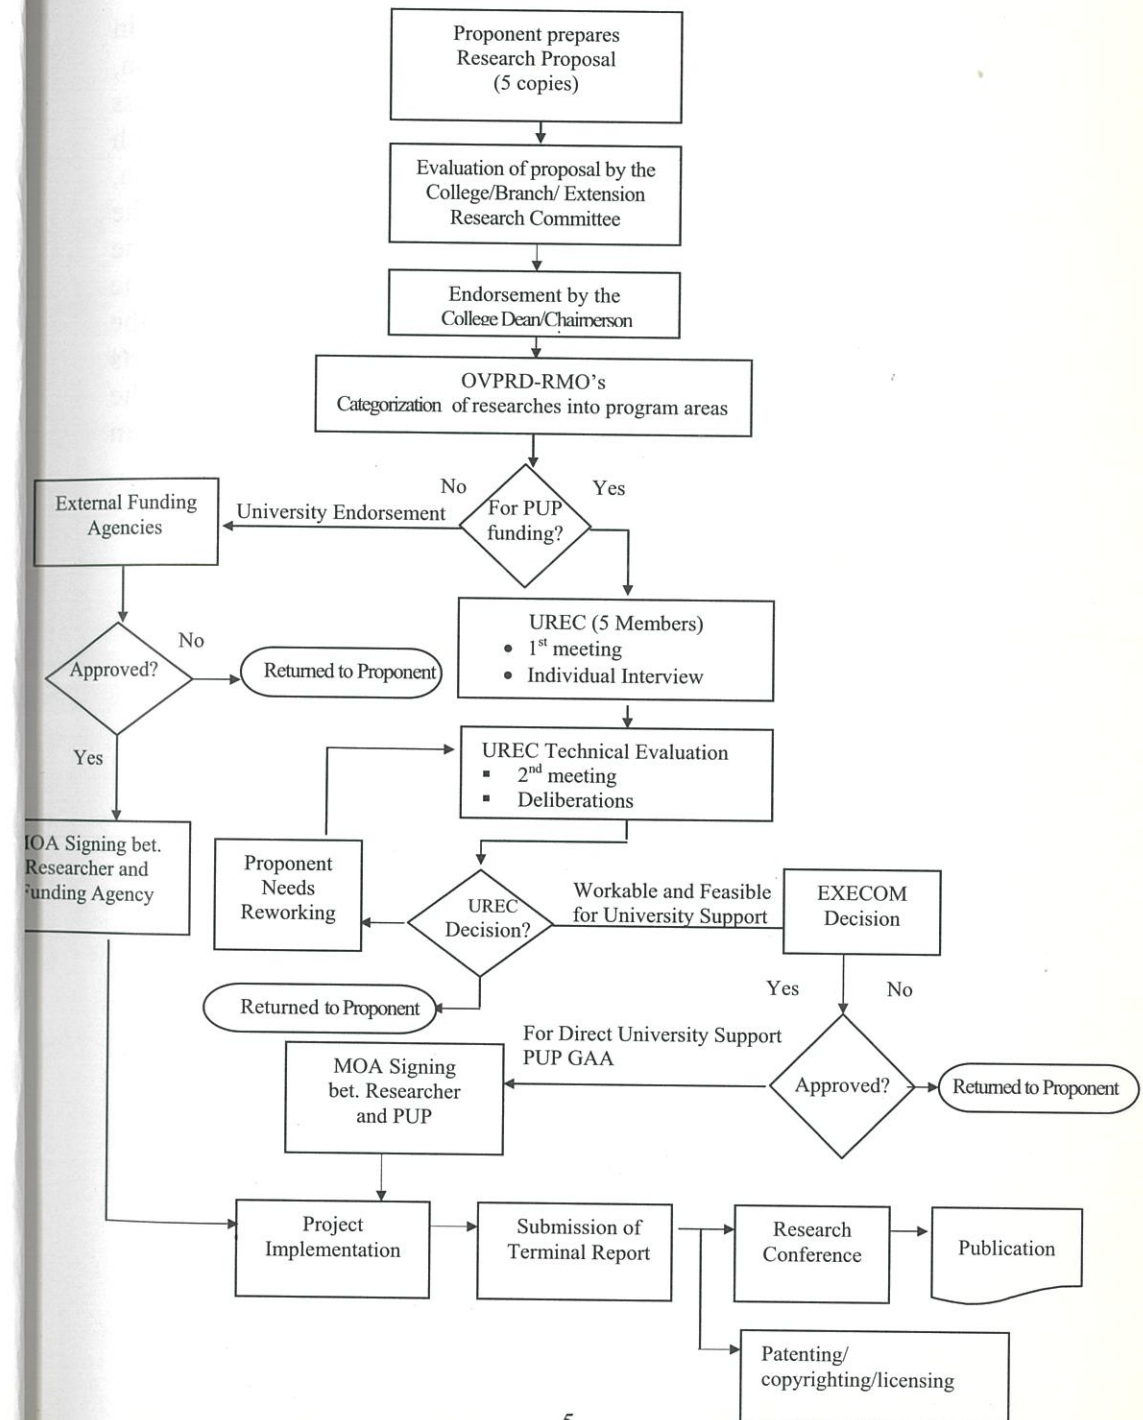 Proponent prepares
Research Proposal
(5 copies)
Evaluation of proposal by the
College/Branch/ Extension
Research Committee
Endorsement by the
College Dean/Chairperson
OVPRD-RMO's
Categorization of researches into program areas
No
Yes
For PUP
funding?
University Endorsement
External Funding
Agencies
UREC (5 Members)
• 1st meeting
• Individual Interview
No
Approved?
Returned to Proponent
Yes
UREC Technical Evaluation
▪ 2nd meeting
▪ Deliberations
OA Signing bet.
Researcher and
unding Agency
Proponent
Needs
Reworking
UREC
Decision?
Workable and Feasible
for University Support
EXECOM
Decision
Yes
No
Returned to Proponent
For Direct University Support
PUP GAA
MOA Signing
bet. Researcher
and PUP
Approved?
Returned to Proponent
Project
Implementation
Submission of
Terminal Report
Research
Conference
Publication
Patenting/
copyrighting/licensing